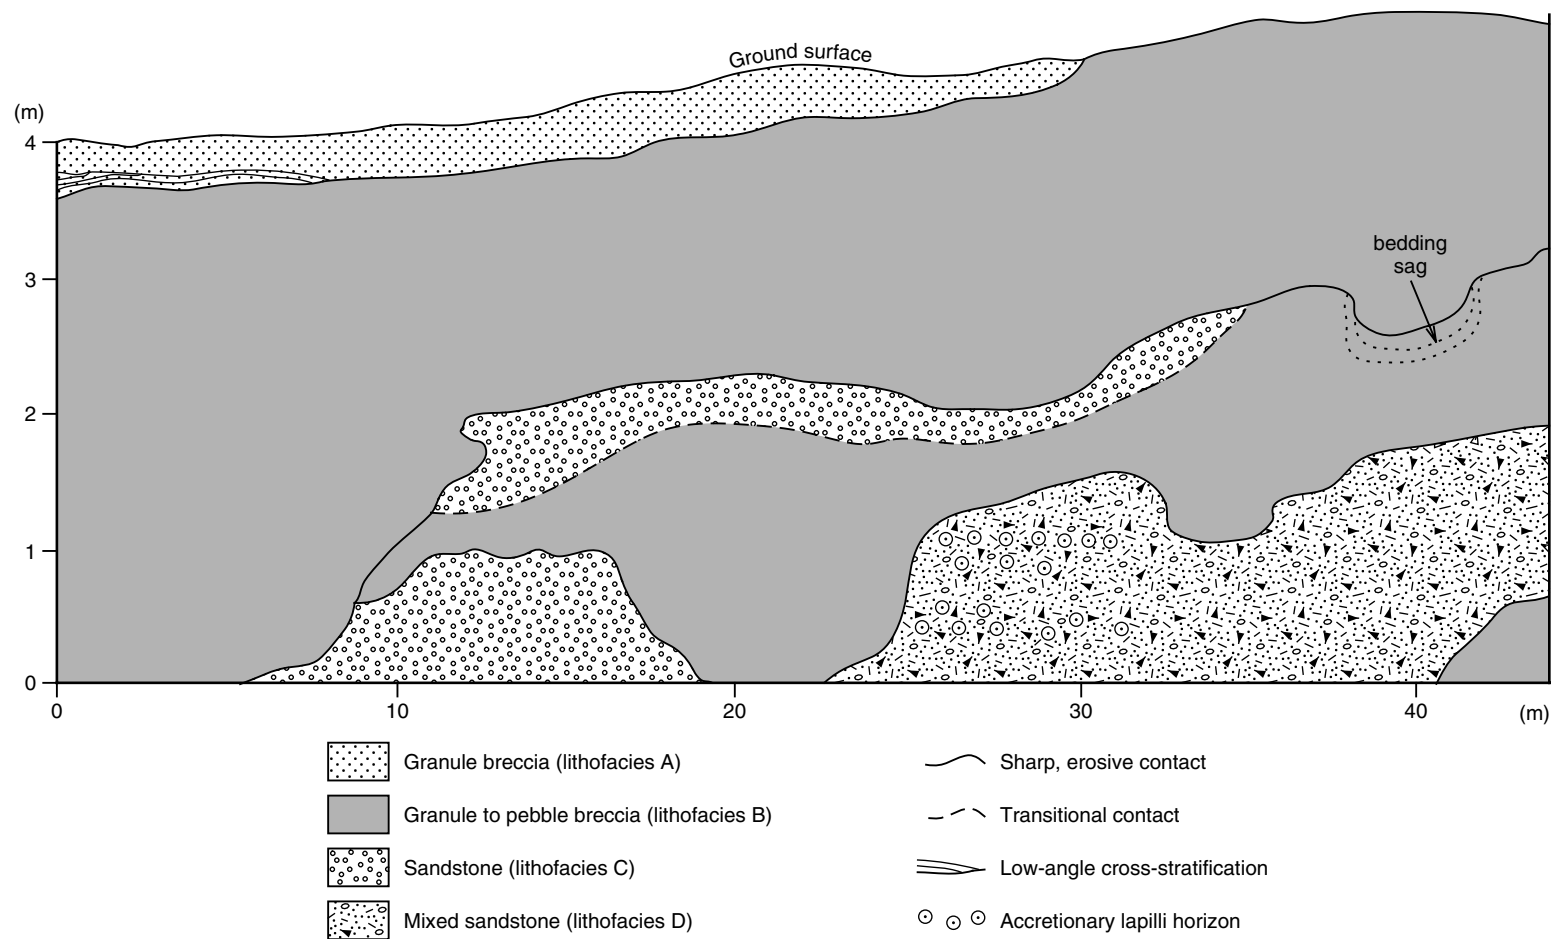 Ground surface
(m)
4
3
2
1
0
bedding
sag
0 10 20 30 40 (m)
Granule breccia (lithofacies A)
Granule to pebble breccia (lithofacies B)
Sandstone (lithofacies C)
Mixed sandstone (lithofacies D)
Sharp, erosive contact
Transitional contact
Low-angle cross-stratification
Accretionary lapilli horizon